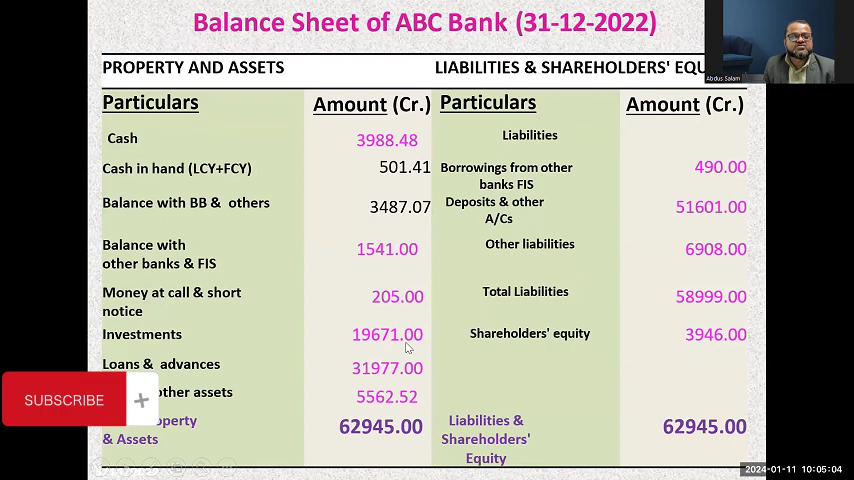 Balance Sheet of ABC Bank (31-12-2022)
Abdus Salam
PROPERTY AND ASSETS LIABILITIES & SHAREHOLDERS' EQU
Particulars Amount (Cr.) Particulars Amount (Cr.)
Cash 3988.48 Liabilities
Cash in hand (LCY+FCY) 501.41 Borrowings from other 490.00
banks FIS
Balance with BB & others 3487.07 Deposits & other 51601.00
A/Cs
Balance with 1541.00 Other liabilities 6908.00
other banks & FIS
Money at call & short 205.00 Total Liabilities 58999.00
notice
Investments 19671.00 Shareholders' equity 3946.00
Loans & advances 31977.00
other assets 5562.52
SUBSCRIBE +
& Assets 62945.00 Liabilities & 62945.00
Shareholders'
Equity
2024-01-11 10:05:04